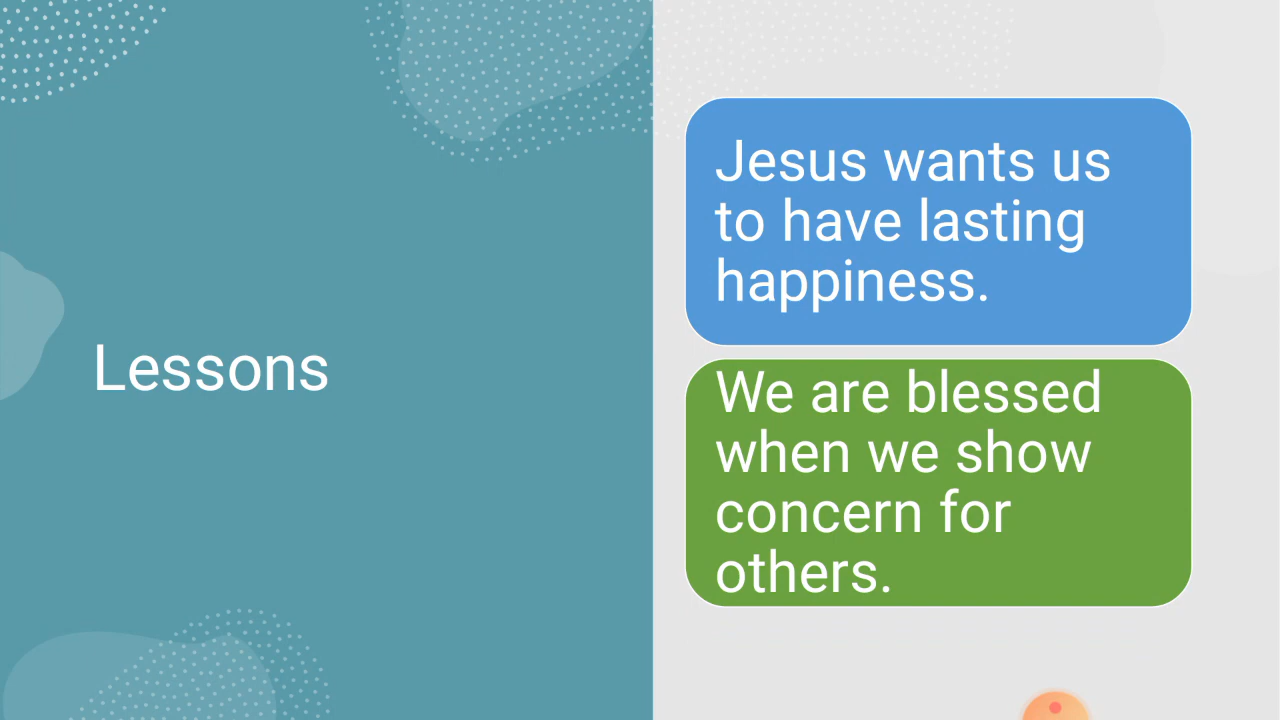 Lessons
Jesus wants us
to have lasting
happiness.
We are blessed
when we show
concern for
others.